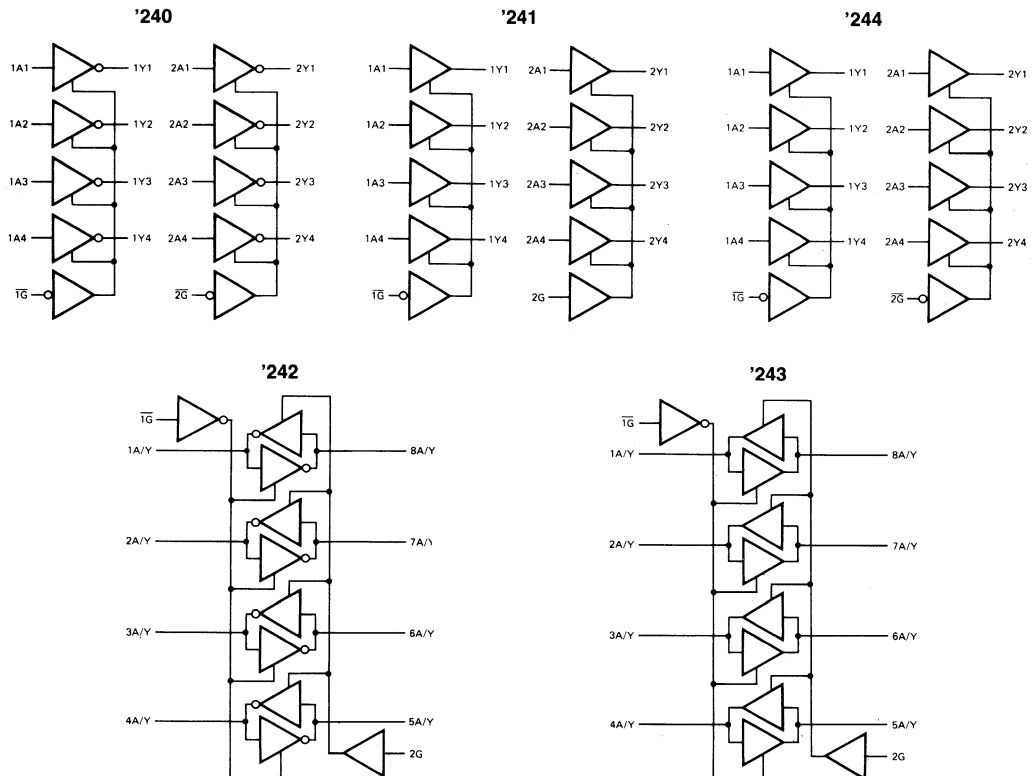 '240 '241 '244
1A1 1Y1 2A1 2Y1 1A1 1Y1 2A1 2Y1 1A1 1Y1 2A1 2Y1
1A2 1Y2 2A2 2Y2 1A2 1Y2 2A2 2Y2 1A2 1Y2 2A2 2Y2
1A3 1Y3 2A3 2Y3 1A3 1Y3 2A3 2Y3 1A3 1Y3 2A3 2Y3
1A4 1Y4 2A4 2Y4 1A4 1Y4 2A4 2Y4 1A4 1Y4 2A4 2Y4
1G̅ 2G̅ 1G̅ 2G 1G̅ 2G̅
'242 '243
1G̅ 1G̅
1A/Y 8A/Y 1A/Y 8A/Y
2A/Y 7A/Y 2A/Y 7A/Y
3A/Y 6A/Y 3A/Y 6A/Y
4A/Y 5A/Y 4A/Y 5A/Y
2G 2G